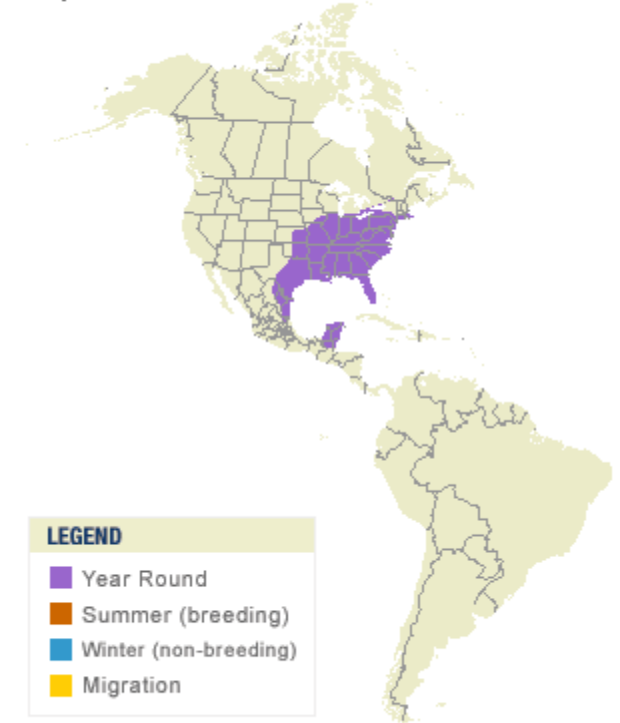 LEGEND
Year Round
Summer (breeding)
Winter (non-breeding)
Migration